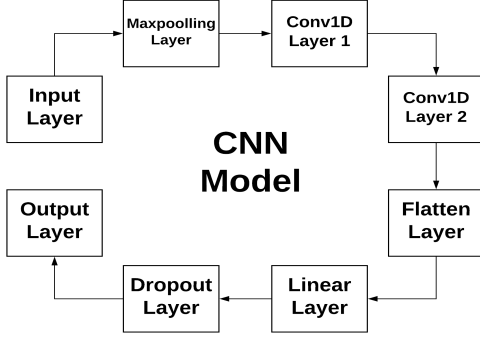 Maxpoolling
Layer
Conv1D
Layer 1
Input
Layer
Conv1D
Layer 2
CNN
Model
Output
Layer
Flatten
Layer
Dropout
Layer
Linear
Layer